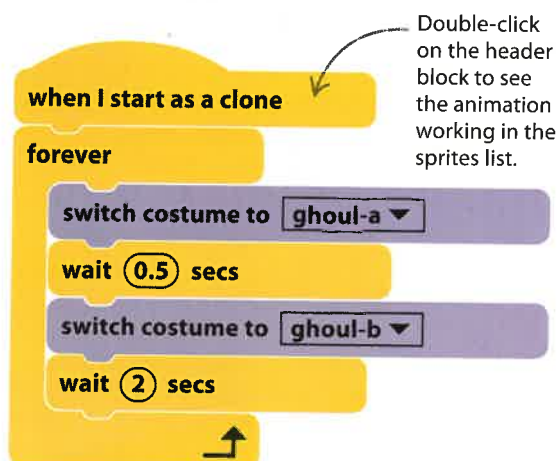 Double-click
on the header
block to see
the animation
working in the
sprites list.
when I start as a clone
forever
switch costume to ghoul-a
wait 0.5 secs
switch costume to ghoul-b
wait 2 secs